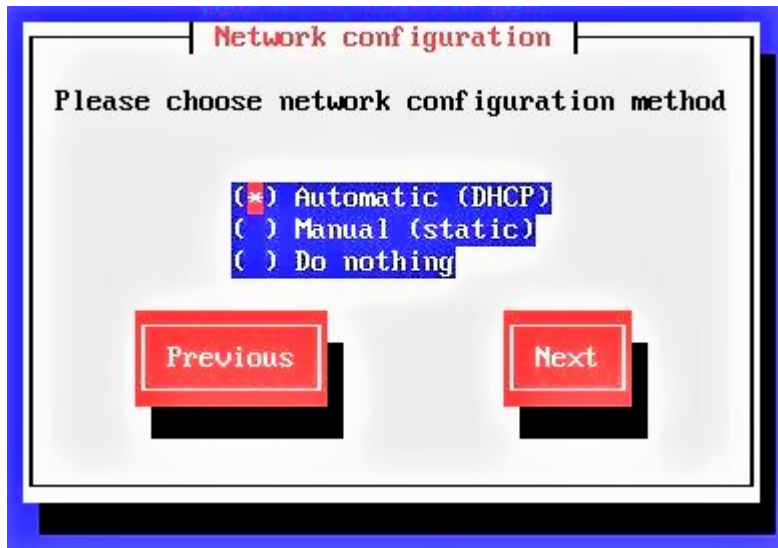 Network configuration
Please choose network configuration method
(*) Automatic (DHCP)
( ) Manual (static)
( ) Do nothing
Previous
Next